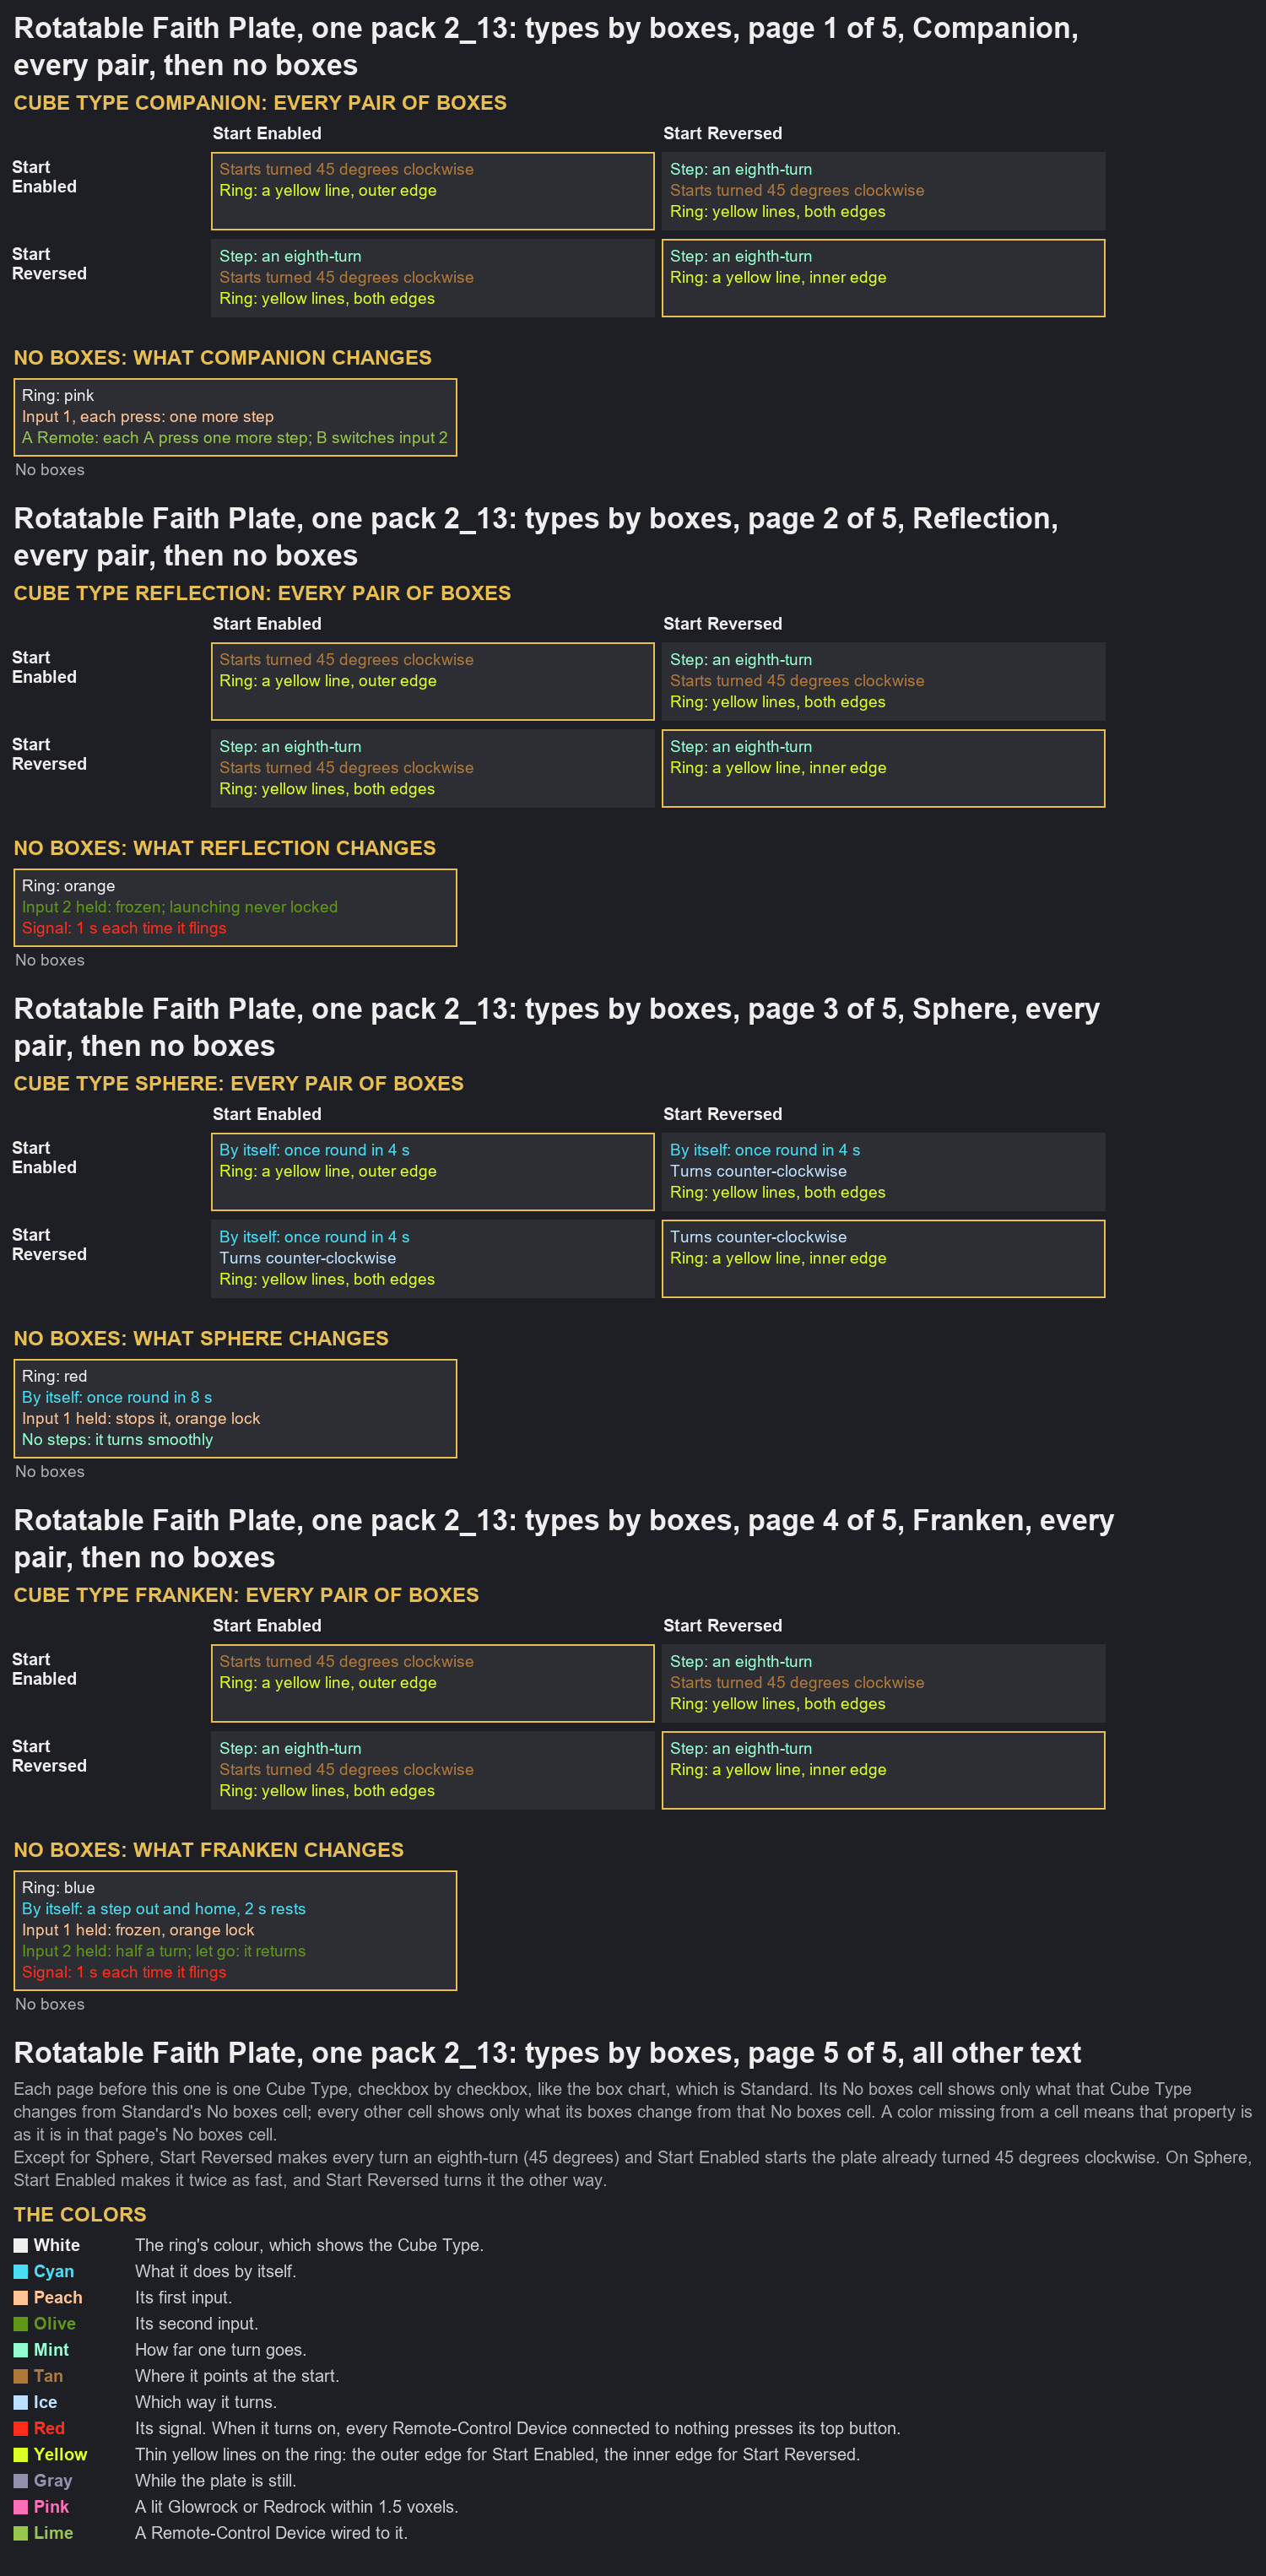 Rotatable Faith Plate, one pack 2_13: types by boxes, page 1 of 5, Companion,
every pair, then no boxes
CUBE TYPE COMPANION: EVERY PAIR OF BOXES
Start Enabled
Start Reversed
Start
Enabled
Starts turned 45 degrees clockwise
Ring: a yellow line, outer edge
Step: an eighth-turn
Starts turned 45 degrees clockwise
Ring: yellow lines, both edges
Start
Reversed
Step: an eighth-turn
Starts turned 45 degrees clockwise
Ring: yellow lines, both edges
Step: an eighth-turn
Ring: a yellow line, inner edge
NO BOXES: WHAT COMPANION CHANGES
Ring: pink
Input 1, each press: one more step
A Remote: each A press one more step; B switches input 2
No boxes
Rotatable Faith Plate, one pack 2_13: types by boxes, page 2 of 5, Reflection,
every pair, then no boxes
CUBE TYPE REFLECTION: EVERY PAIR OF BOXES
Start Enabled
Start Reversed
Start
Enabled
Starts turned 45 degrees clockwise
Ring: a yellow line, outer edge
Step: an eighth-turn
Starts turned 45 degrees clockwise
Ring: yellow lines, both edges
Start
Reversed
Step: an eighth-turn
Starts turned 45 degrees clockwise
Ring: yellow lines, both edges
Step: an eighth-turn
Ring: a yellow line, inner edge
NO BOXES: WHAT REFLECTION CHANGES
Ring: orange
Input 2 held: frozen; launching never locked
Signal: 1 s each time it flings
No boxes
Rotatable Faith Plate, one pack 2_13: types by boxes, page 3 of 5, Sphere, every
pair, then no boxes
CUBE TYPE SPHERE: EVERY PAIR OF BOXES
Start Enabled
Start Reversed
Start
Enabled
By itself: once round in 4 s
Ring: a yellow line, outer edge
By itself: once round in 4 s
Turns counter-clockwise
Ring: yellow lines, both edges
Start
Reversed
By itself: once round in 4 s
Turns counter-clockwise
Ring: yellow lines, both edges
Turns counter-clockwise
Ring: a yellow line, inner edge
NO BOXES: WHAT SPHERE CHANGES
Ring: red
By itself: once round in 8 s
Input 1 held: stops it, orange lock
No steps: it turns smoothly
No boxes
Rotatable Faith Plate, one pack 2_13: types by boxes, page 4 of 5, Franken, every
pair, then no boxes
CUBE TYPE FRANKEN: EVERY PAIR OF BOXES
Start Enabled
Start Reversed
Start
Enabled
Starts turned 45 degrees clockwise
Ring: a yellow line, outer edge
Step: an eighth-turn
Starts turned 45 degrees clockwise
Ring: yellow lines, both edges
Start
Reversed
Step: an eighth-turn
Starts turned 45 degrees clockwise
Ring: yellow lines, both edges
Step: an eighth-turn
Ring: a yellow line, inner edge
NO BOXES: WHAT FRANKEN CHANGES
Ring: blue
By itself: a step out and home, 2 s rests
Input 1 held: frozen, orange lock
Input 2 held: half a turn; let go: it returns
Signal: 1 s each time it flings
No boxes
Rotatable Faith Plate, one pack 2_13: types by boxes, page 5 of 5, all other text
Each page before this one is one Cube Type, checkbox by checkbox, like the box chart, which is Standard. Its No boxes cell shows only what that Cube Type
changes from Standard's No boxes cell; every other cell shows only what its boxes change from that No boxes cell. A color missing from a cell means that property is
as it is in that page's No boxes cell.
Except for Sphere, Start Reversed makes every turn an eighth-turn (45 degrees) and Start Enabled starts the plate already turned 45 degrees clockwise. On Sphere,
Start Enabled makes it twice as fast, and Start Reversed turns it the other way.
THE COLORS
White The ring's colour, which shows the Cube Type.
Cyan What it does by itself.
Peach Its first input.
Olive Its second input.
Mint How far one turn goes.
Tan Where it points at the start.
Ice Which way it turns.
Red Its signal. When it turns on, every Remote-Control Device connected to nothing presses its top button.
Yellow Thin yellow lines on the ring: the outer edge for Start Enabled, the inner edge for Start Reversed.
Gray While the plate is still.
Pink A lit Glowrock or Redrock within 1.5 voxels.
Lime A Remote-Control Device wired to it.